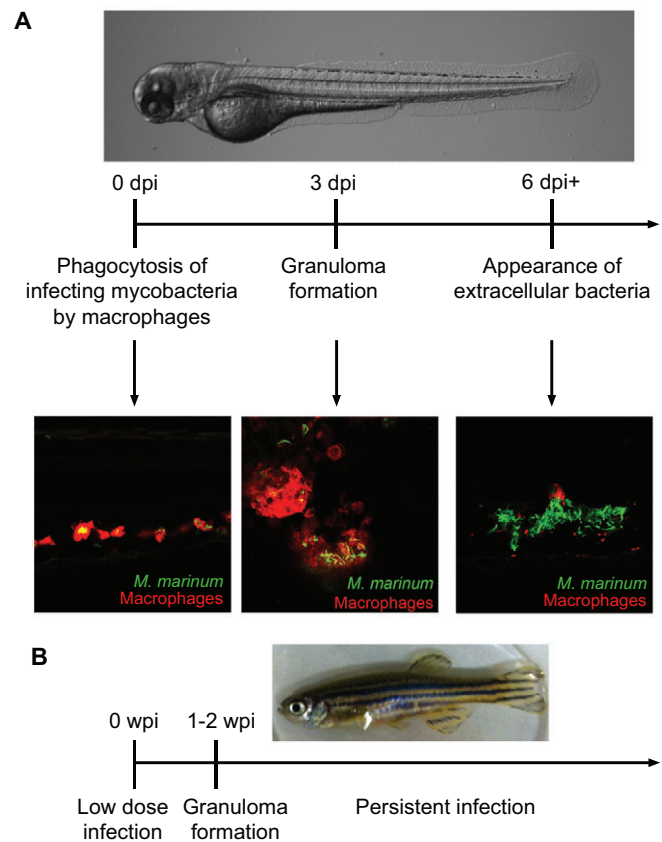 A
0 dpi
3 dpi
6 dpi+
Phagocytosis of
infecting mycobacteria
by macrophages
Granuloma
formation
Appearance of
extracellular bacteria
M. marinum
Macrophages
M. marinum
Macrophages
M. marinum
Macrophages
B
0 wpi
1-2 wpi
Low dose
infection
Granuloma
formation
Persistent infection